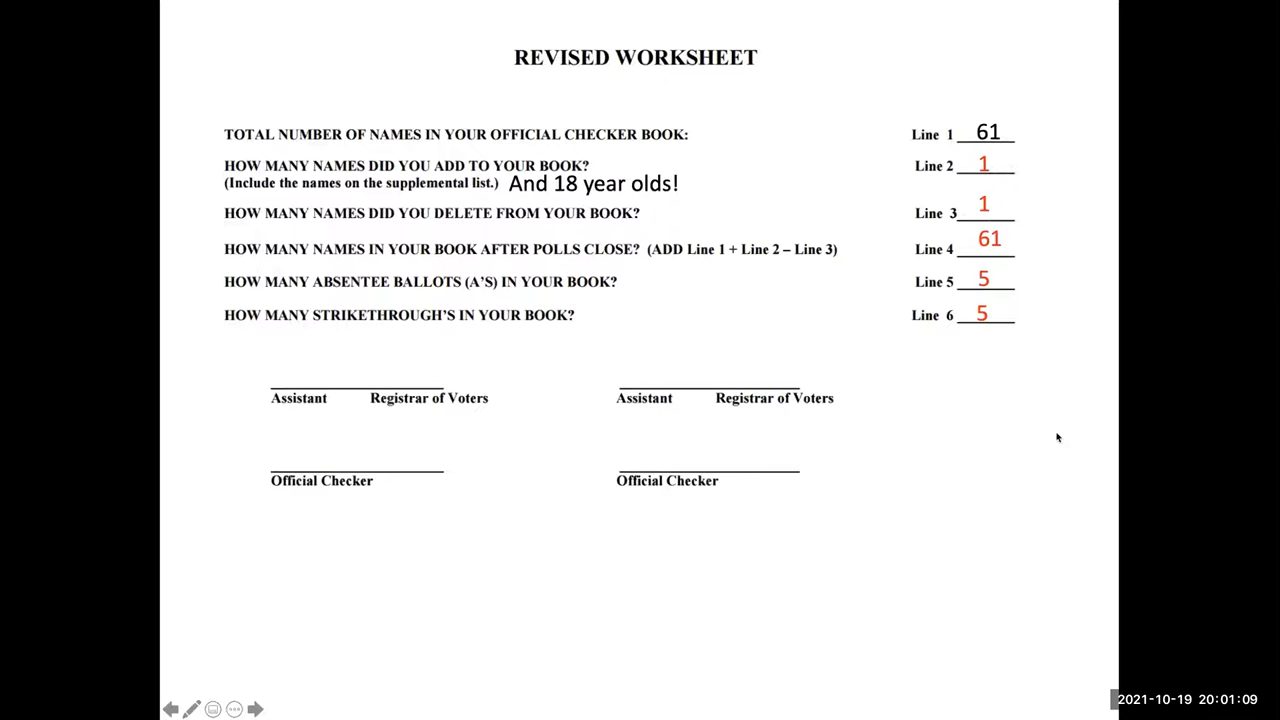 REVISED WORKSHEET
TOTAL NUMBER OF NAMES IN YOUR OFFICIAL CHECKER BOOK: Line 1 61
HOW MANY NAMES DID YOU ADD TO YOUR BOOK? Line 2 1
(Include the names on the supplemental list.) And 18 year olds!
HOW MANY NAMES DID YOU DELETE FROM YOUR BOOK? Line 3 1
HOW MANY NAMES IN YOUR BOOK AFTER POLLS CLOSE? (ADD Line 1 + Line 2 – Line 3) Line 4 61
HOW MANY ABSENTEE BALLOTS (A'S) IN YOUR BOOK? Line 5 5
HOW MANY STRIKETHROUGH'S IN YOUR BOOK? Line 6 5
Assistant Registrar of Voters Assistant Registrar of Voters
Official Checker Official Checker
2021-10-19 20:01:09